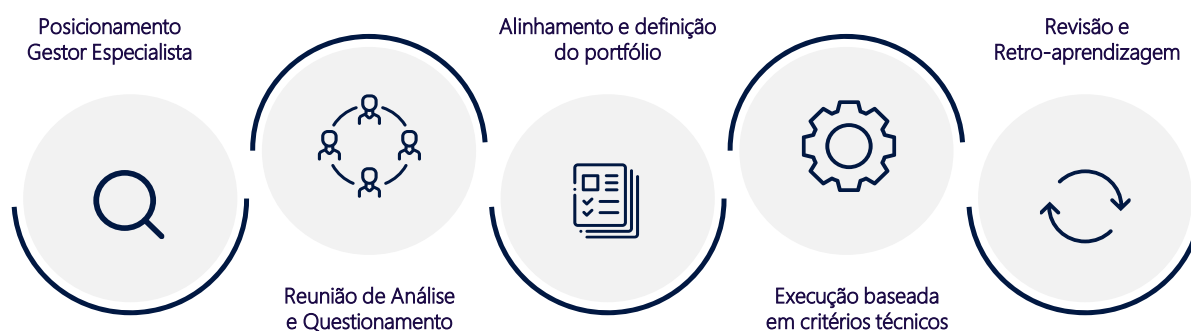 Posicionamento
Gestor Especialista
Reunião de Análise
e Questionamento
Alinhamento e definição
do portfólio
Execução baseada
em critérios técnicos
Revisão e
Retro-aprendizagem